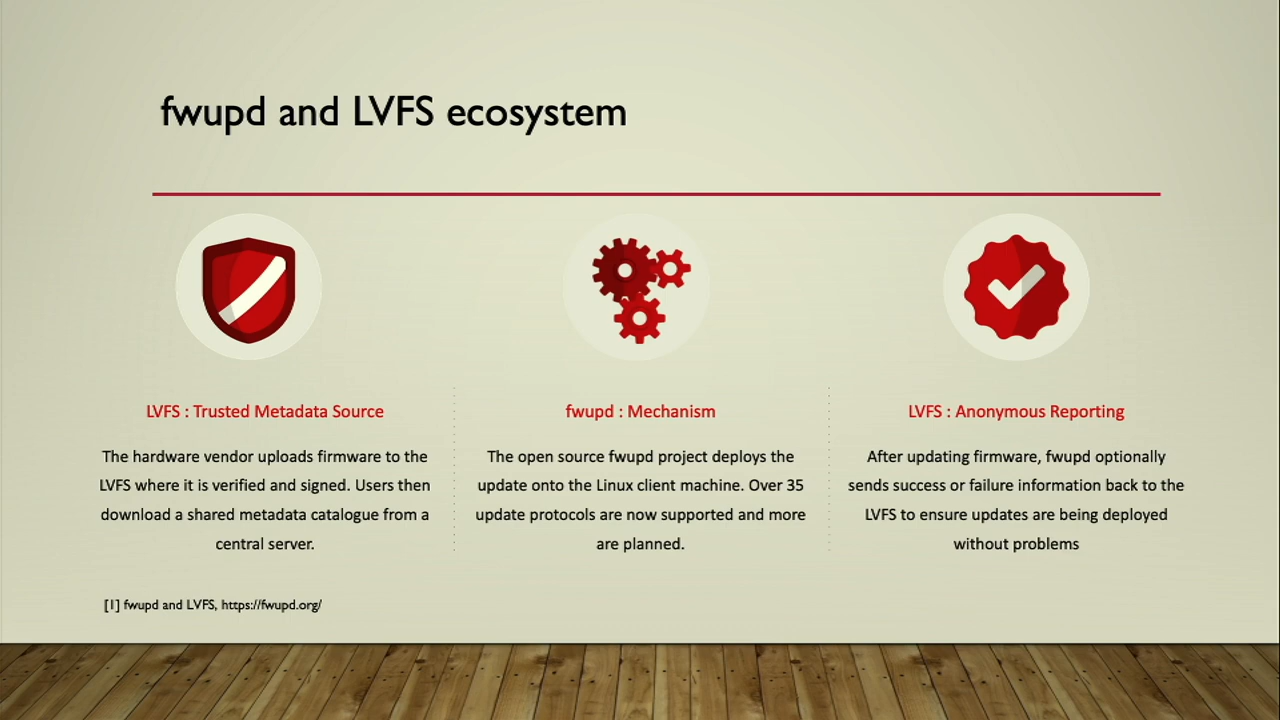 fwupd and LVFS ecosystem
LVFS : Trusted Metadata Source
The hardware vendor uploads firmware to the
LVFS where it is verified and signed. Users then
download a shared metadata catalogue from a
central server.
fwupd : Mechanism
The open source fwupd project deploys the
update onto the Linux client machine. Over 35
update protocols are now supported and more
are planned.
LVFS : Anonymous Reporting
After updating firmware, fwupd optionally
sends success or failure information back to the
LVFS to ensure updates are being deployed
without problems
[1] fwupd and LVFS, https://fwupd.org/